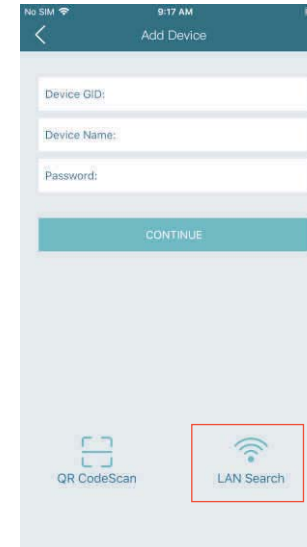 No SIM 9:17 AM
Add Device
Device GID:
Device Name:
Password:
CONTINUE
QR CodeScan LAN Search